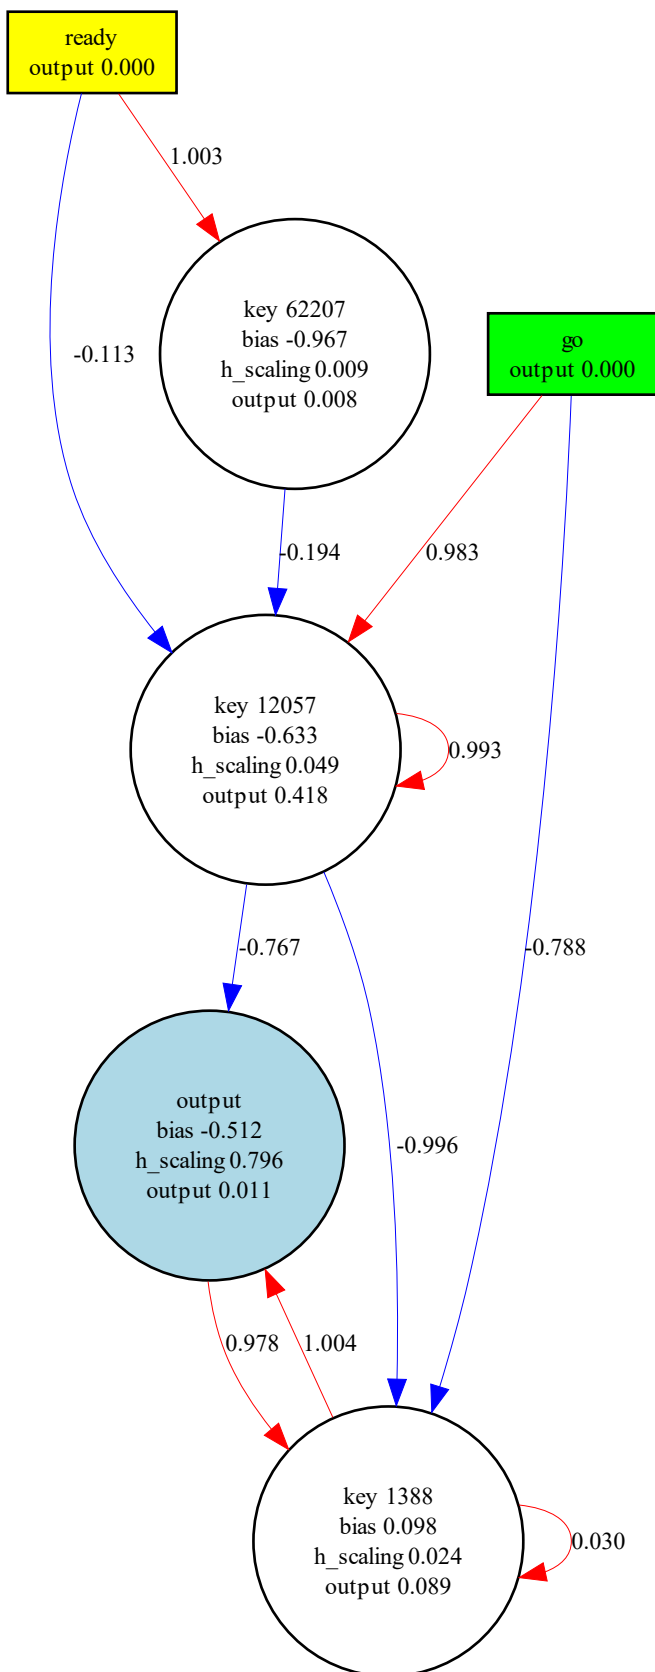 ready
output 0.000
1.003
key 62207
bias -0.967
h_scaling 0.009
output 0.008
go
output 0.000
-0.113
-0.194
0.983
key 12057
bias -0.633
h_scaling 0.049
output 0.418
0.993
-0.767
-0.788
output
bias -0.512
h_scaling 0.796
output 0.011
-0.996
0.978
1.004
key 1388
bias 0.098
h_scaling 0.024
output 0.089
0.030